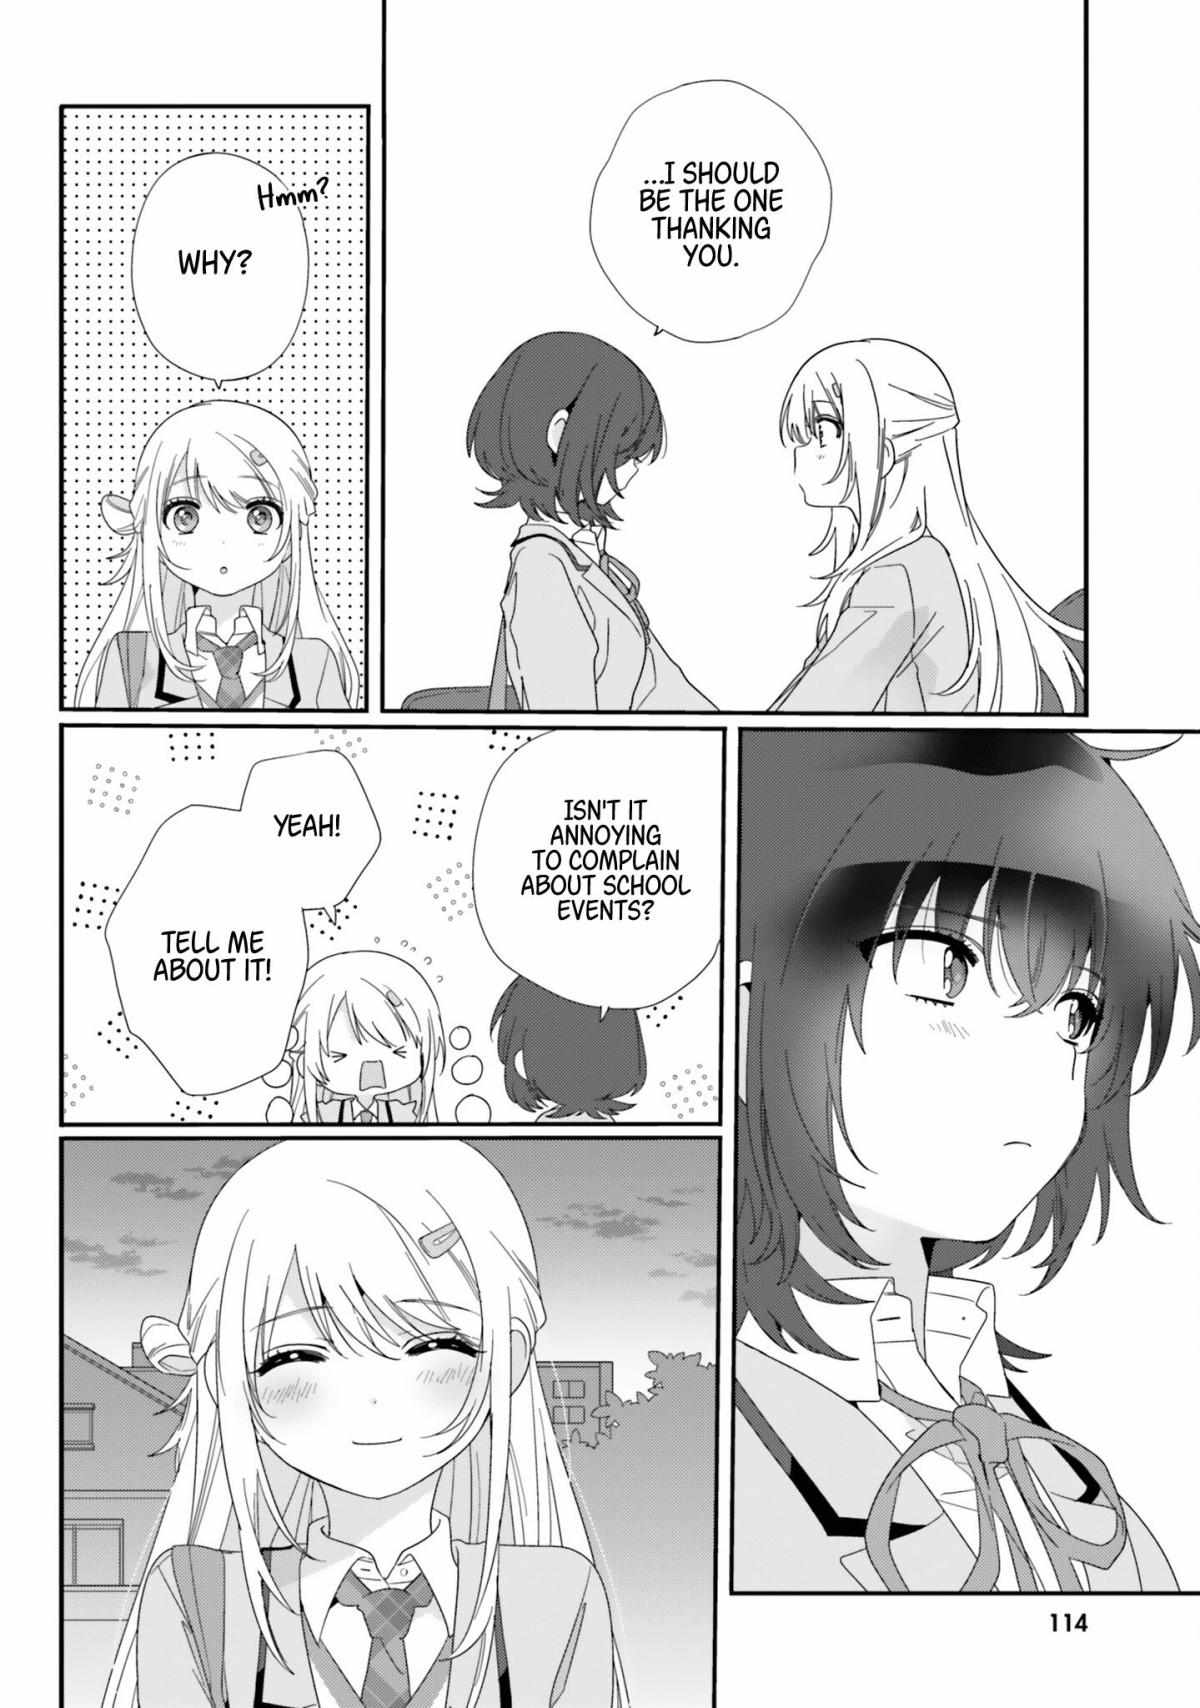 ...I SHOULD
BE THE ONE
THANKING
YOU.
Hmm?
WHY?
ISN'T IT
ANNOYING
TO COMPLAIN
ABOUT SCHOOL
EVENTS?
YEAH!
TELL ME
ABOUT IT!
114